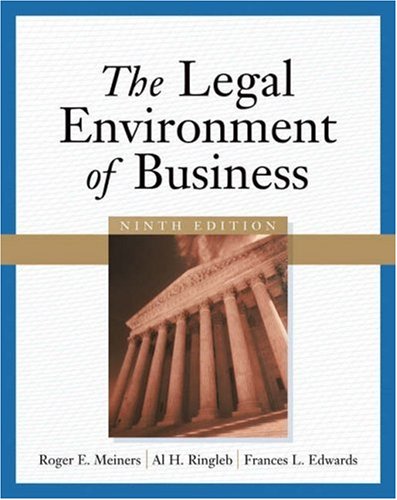 The Legal
Environment
of Business
NINTH EDITION
Roger E. Meiners | Al H. Ringleb | Frances L. Edwards